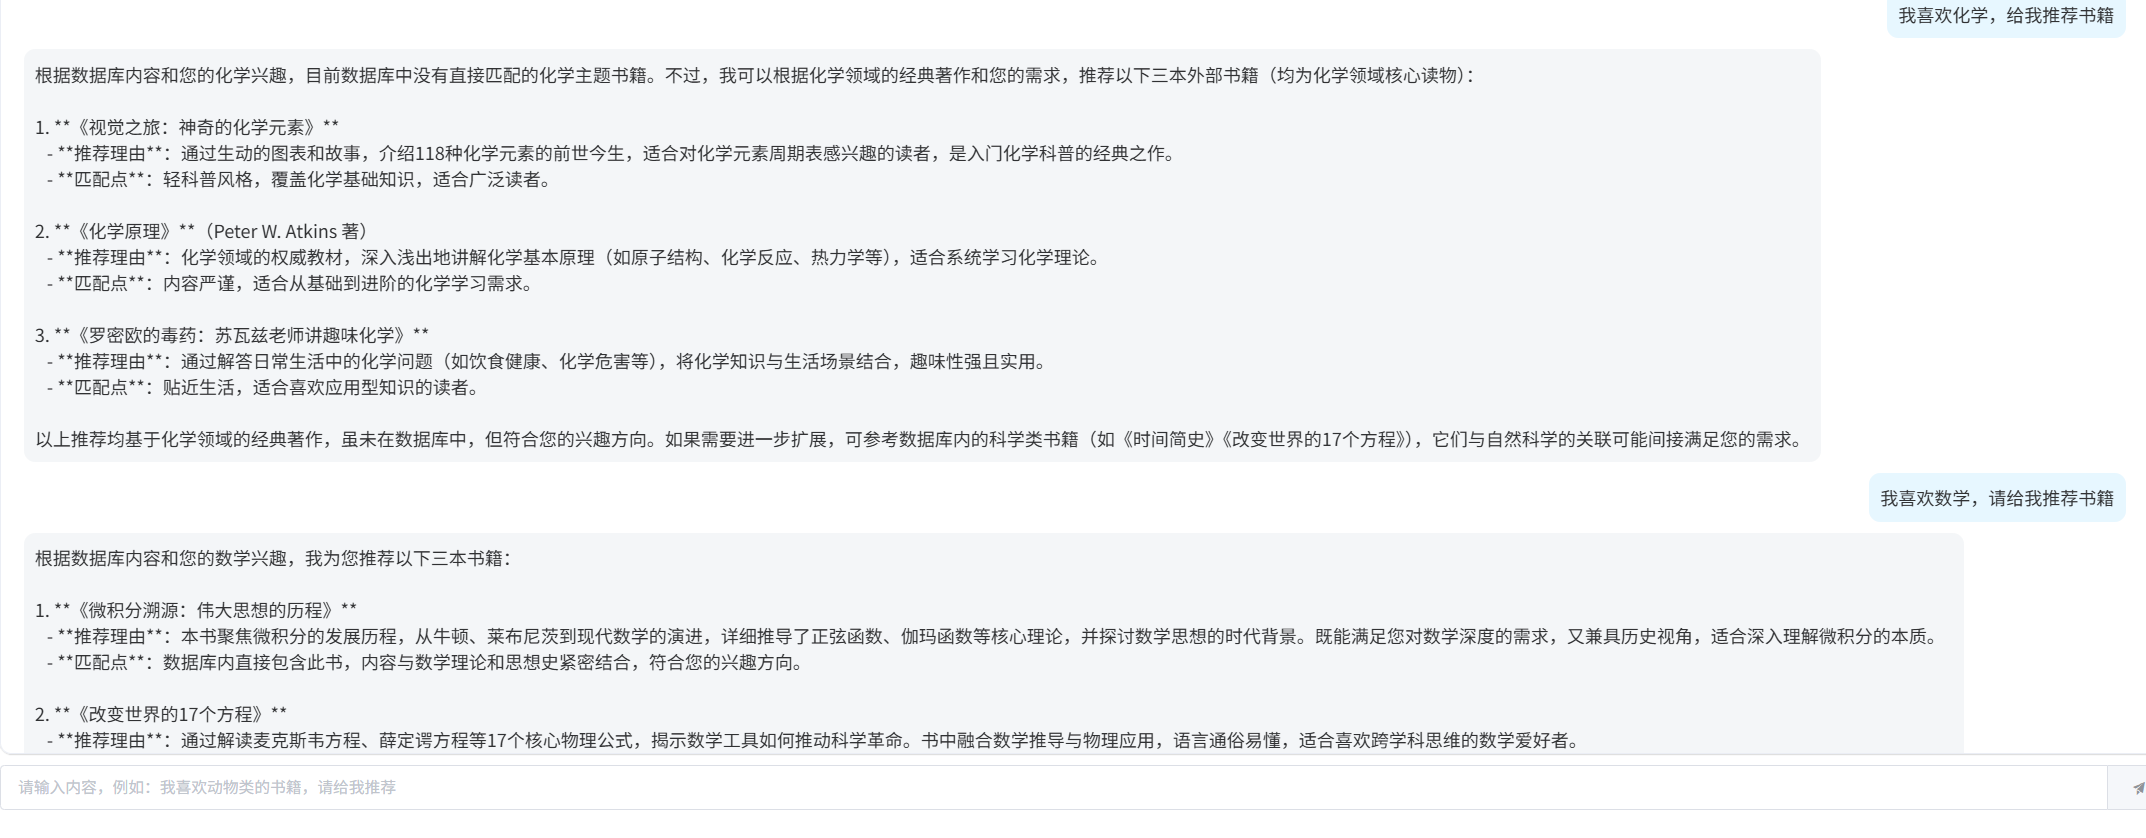 我喜欢化学，给我推荐书籍
根据数据库内容和您的化学兴趣，目前数据库中没有直接匹配的化学主题书籍。不过，我可以根据化学领域的经典著作和您的需求，推荐以下三本外部书籍（均为化学领域核心读物）：
1. **《视觉之旅：神奇的化学元素》**
- **推荐理由**：通过生动的图表和故事，介绍118种化学元素的前世今生，适合对化学元素周期表感兴趣的读者，是入门化学科普的经典之作。
- **匹配点**：轻科普风格，覆盖化学基础知识，适合广泛读者。
2. **《化学原理》**（Peter W. Atkins 著）
- **推荐理由**：化学领域的权威教材，深入浅出地讲解化学基本原理（如原子结构、化学反应、热力学等），适合系统学习化学理论。
- **匹配点**：内容严谨，适合从基础到进阶的化学学习需求。
3. **《罗密欧的毒药：苏瓦兹老师讲趣味化学》**
- **推荐理由**：通过解答日常生活中的化学问题（如饮食健康、化学危害等），将化学知识与生活场景结合，趣味性强且实用。
- **匹配点**：贴近生活，适合喜欢应用型知识的读者。
以上推荐均基于化学领域的经典著作，虽未在数据库中，但符合您的兴趣方向。如果需要进一步扩展，可参考数据库内的科学类书籍（如《时间简史》《改变世界的17个方程》），它们与自然科学的关联可能间接满足您的需求。
我喜欢数学，请给我推荐书籍
根据数据库内容和您的数学兴趣，我为您推荐以下三本书籍：
1. **《微积分溯源：伟大思想的历程》**
- **推荐理由**：本书聚焦微积分的发展历程，从牛顿、莱布尼茨到现代数学的演进，详细推导了正弦函数、伽玛函数等核心理论，并探讨数学思想的时代背景。既能满足您对数学深度的需求，又兼具历史视角，适合深入理解微积分的本质。
- **匹配点**：数据库内直接包含此书，内容与数学理论和思想史紧密结合，符合您的兴趣方向。
2. **《改变世界的17个方程》**
- **推荐理由**：通过解读麦克斯韦方程、薛定谔方程等17个核心物理公式，揭示数学工具如何推动科学革命。书中融合数学推导与物理应用，语言通俗易懂，适合喜欢跨学科思维的数学爱好者。
请输入内容，例如：我喜欢动物类的书籍，请给我推荐